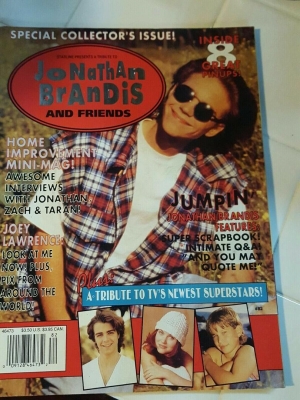 SPECIAL COLLECTOR'S ISSUE!
INSIDE
8
PINUPS!
JONATHAN
BRANDIS
AND FRIENDS
HOME
IMPROVEMENT
MINI-MAG!
AWESOME
INTERVIEWS
WITH JONATHAN,
ZACH & TARAN!
JOEY
LAWRENCE:
LOOK AT ME
NOW! PLUS
PIX FROM
AROUND THE
WORLD!
JUMPIN'
JONATHAN BRANDIS
FEATURES
SUPER SCRAPBOOK!
INTIMATE Q&A!
"AND YOU MAY
QUOTE ME!"
Plus:
A TRIBUTE TO TV'S NEWEST SUPERSTARS!